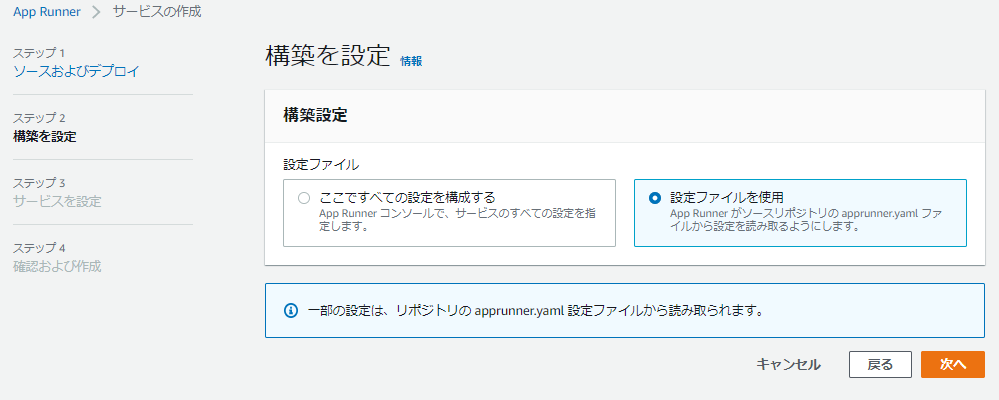 App Runner > サービスの作成
ステップ 1
ソースおよびデプロイ
ステップ 2
構築を設定
ステップ 3
サービスを設定
ステップ 4
確認および作成
構築を設定 情報
構築設定
設定ファイル
ここですべての設定を構成する
App Runner コンソールで、サービスのすべての設定を指
定します。
設定ファイルを使用
App Runner がソースリポジトリの apprunner.yaml ファ
イルから設定を読み取るようにします。
一部の設定は、リポジトリの apprunner.yaml 設定ファイルから読み取られます。
キャンセル 戻る 次へ